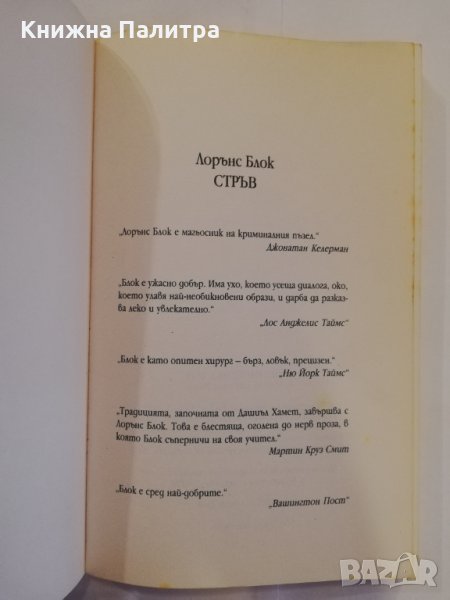 Книжна Палитра
Лорънс Блок
СТРЪВ
„Лорънс Блок е магьосник на криминалния пъзел.“
Джонатан Келерман
„Блок е ужасно добър. Има ухо, което усеща диалога, око,
което улавя най-необикновени образи, и дарба да разказ-
ва леко и увлекателно.“
„Лос Анджелис Таймс“
„Блок е като опитен хирург – бърз, ловък, прецизен.“
„Ню Йорк Таймс“
„Традицията, започната от Дашиъл Хамет, завършва с
Лорънс Блок. Това е блестяща, оголена до нерв проза, в
която Блок съперничи на своя учител.“
Мартин Круз Смит
„Блок е сред най-добрите.“
„Вашингтон Пост“
BAZAR